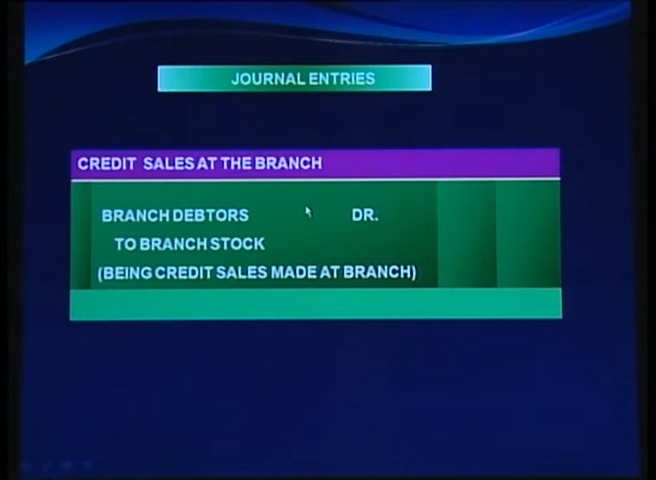 JOURNAL ENTRIES
CREDIT SALES AT THE BRANCH
BRANCH DEBTORS DR.
TO BRANCH STOCK
(BEING CREDIT SALES MADE AT BRANCH)